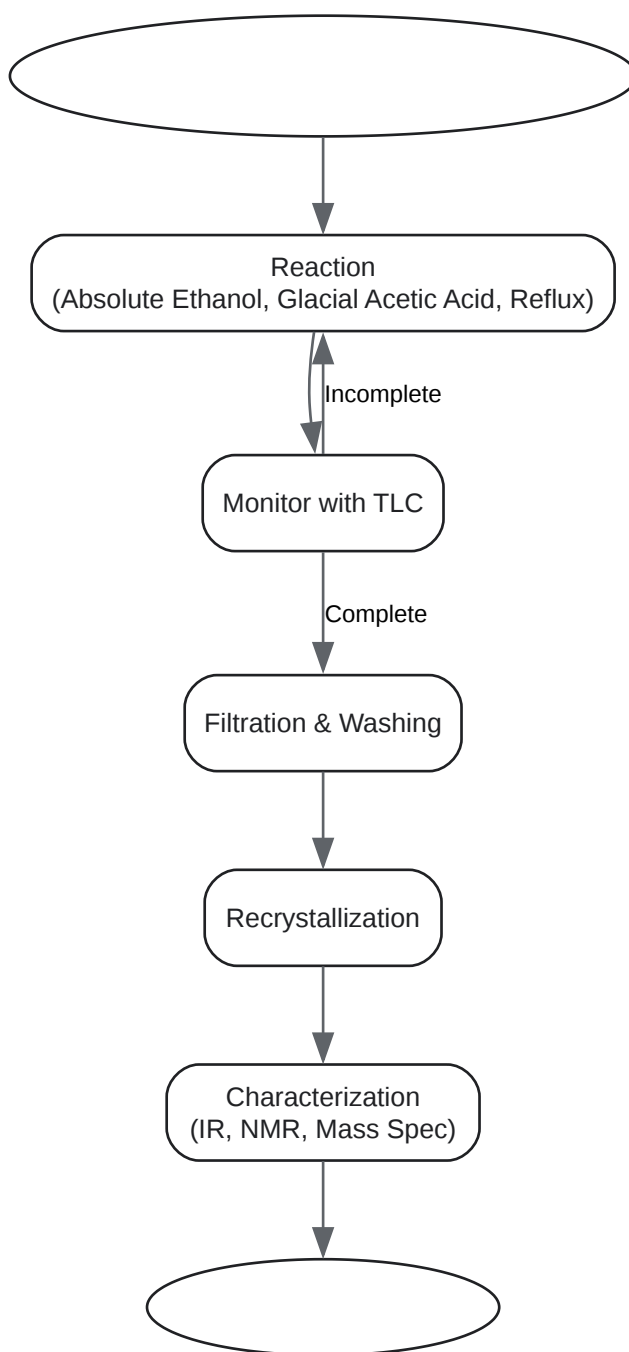 Reaction
(Absolute Ethanol, Glacial Acetic Acid, Reflux)
Incomplete
Monitor with TLC
Complete
Filtration & Washing
Recrystallization
Characterization
(IR, NMR, Mass Spec)